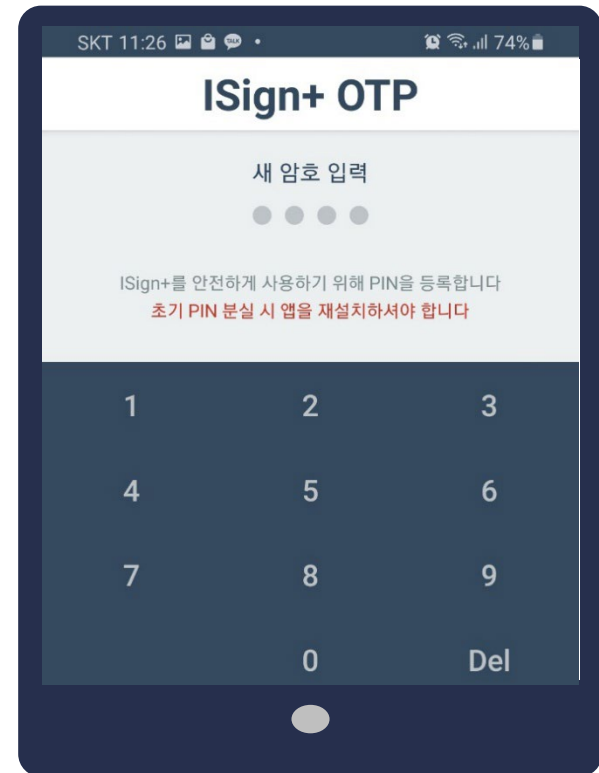 SKT 11:26 74%
ISign+ OTP
새 암호 입력
ISign+를 안전하게 사용하기 위해 PIN을 등록합니다
초기 PIN 분실 시 앱을 재설치하셔야 합니다
1 2 3
4 5 6
7 8 9
0 Del